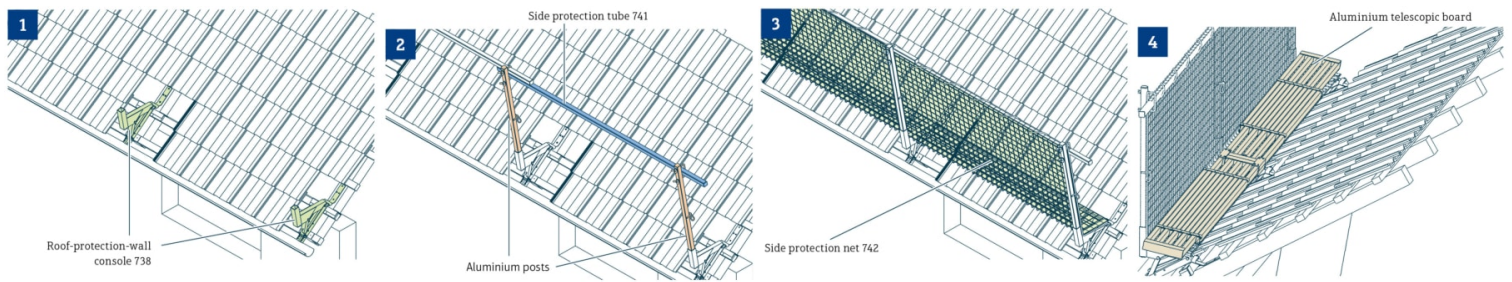 1
Roof-protection-wall
console 738
2
Side protection tube 741
Aluminium posts
3
Side protection net 742
4
Aluminium telescopic board